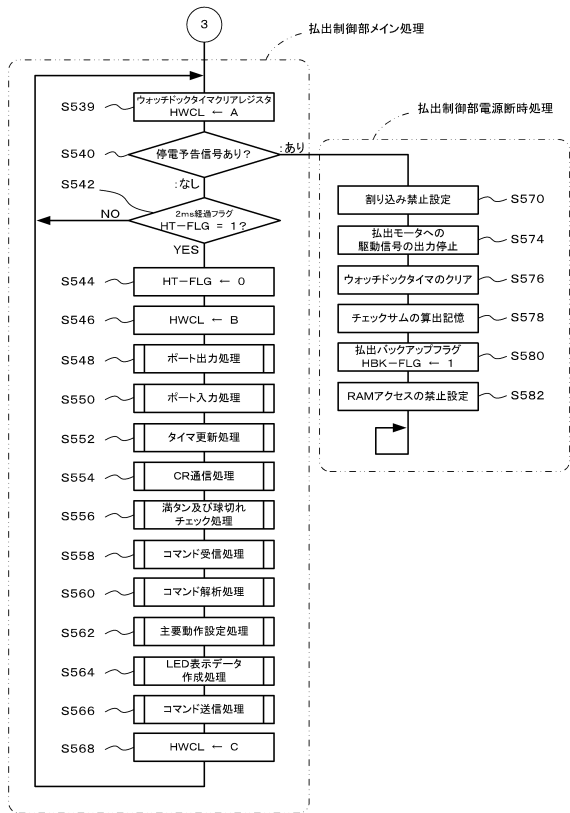 3
払出制御部メイン処理
S539
ウォッチドックタイマクリアレジスタ
HWCL ← A
払出制御部電源断時処理
S540
停電予告信号あり?
:あり
:なし
S542
2ms経過フラグ
HT-FLG = 1?
NO
YES
S544
HT-FLG ← 0
S546
HWCL ← B
S548
ポート出力処理
S550
ポート入力処理
S552
タイマ更新処理
S554
CR通信処理
S556
満タン及び球切れ
チェック処理
S558
コマンド受信処理
S560
コマンド解析処理
S562
主要動作設定処理
S564
LED表示データ
作成処理
S566
コマンド送信処理
S568
HWCL ← C
割り込み禁止設定
S570
払出モータへの
駆動信号の出力停止
S574
ウォッチドックタイマのクリア
S576
チェックサムの算出記憶
S578
払出バックアップフラグ
HBK-FLG ← 1
S580
RAMアクセスの禁止設定
S582